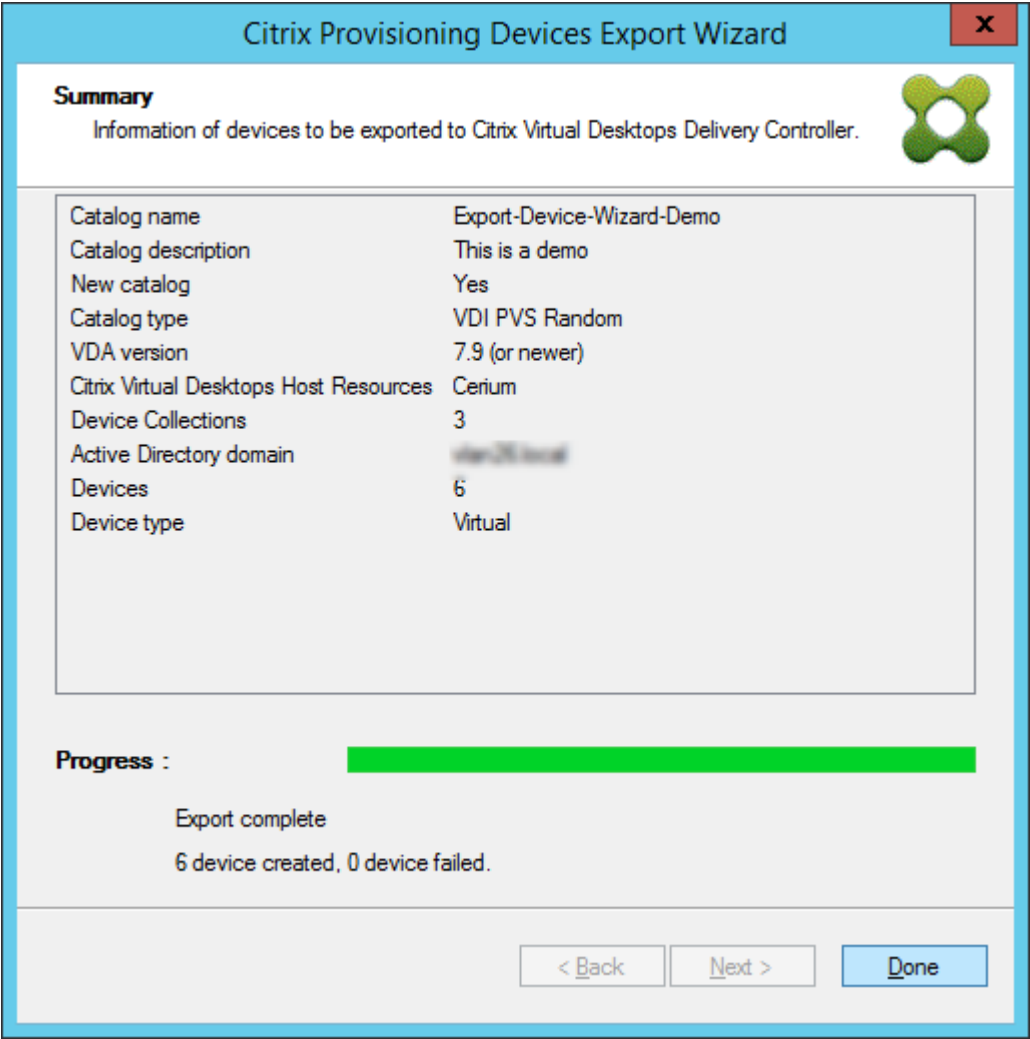 Citrix Provisioning Devices Export Wizard
x
Summary
Information of devices to be exported to Citrix Virtual Desktops Delivery Controller.
Catalog name Export-Device-Wizard-Demo
Catalog description This is a demo
New catalog Yes
Catalog type VDI PVS Random
VDA version 7.9 (or newer)
Citrix Virtual Desktops Host Resources Cerium
Device Collections 3
Active Directory domain
Devices 6
Device type Virtual
Progress :
Export complete
6 device created, 0 device failed.
< Back Next > Done